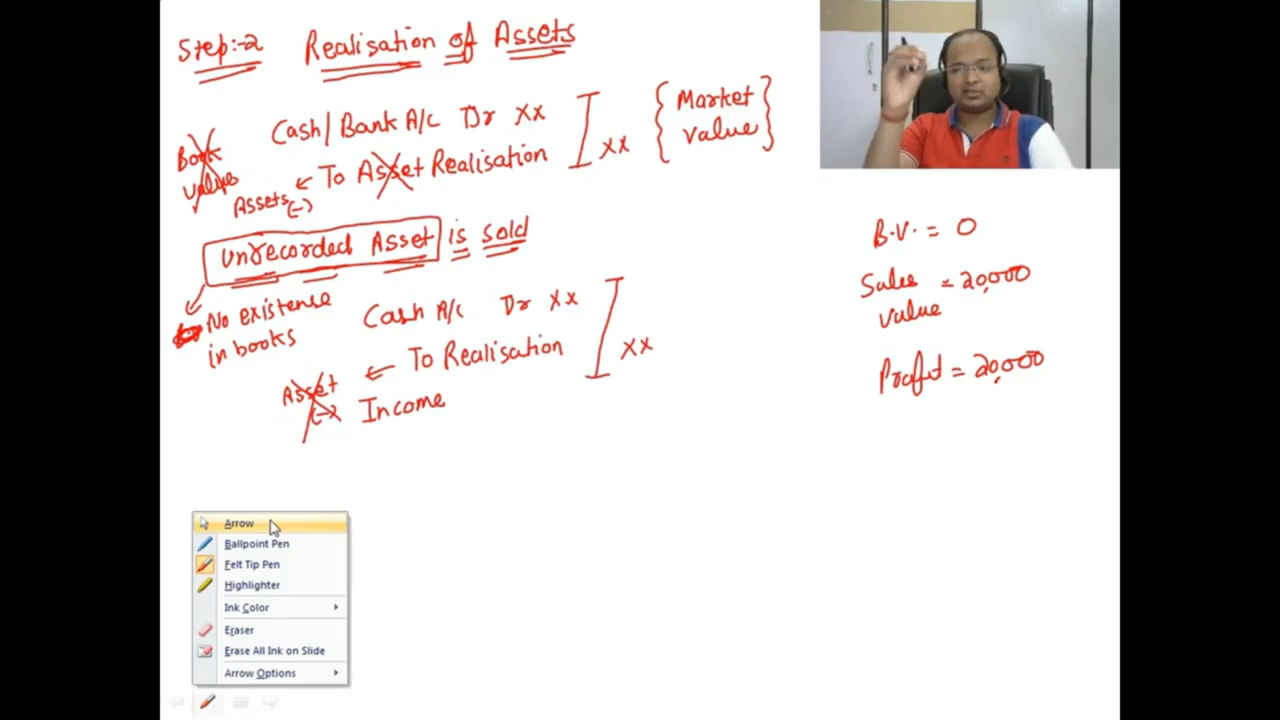 Step:-2 Realisation of Assets
Book value
Cash/Bank A/c Dr xx
To Asset Realisation xx
{Market value}
Assets (-)
Unrecorded Asset is sold
No existense in books
Cash A/c Dr xx
To Realisation xx
Asset (-)
Income
B.V. = 0
Sales value = 20,000
Profit = 20,000
Arrow
Ballpoint Pen
Felt Tip Pen
Highlighter
Ink Color
Eraser
Erase All Ink on Slide
Arrow Options